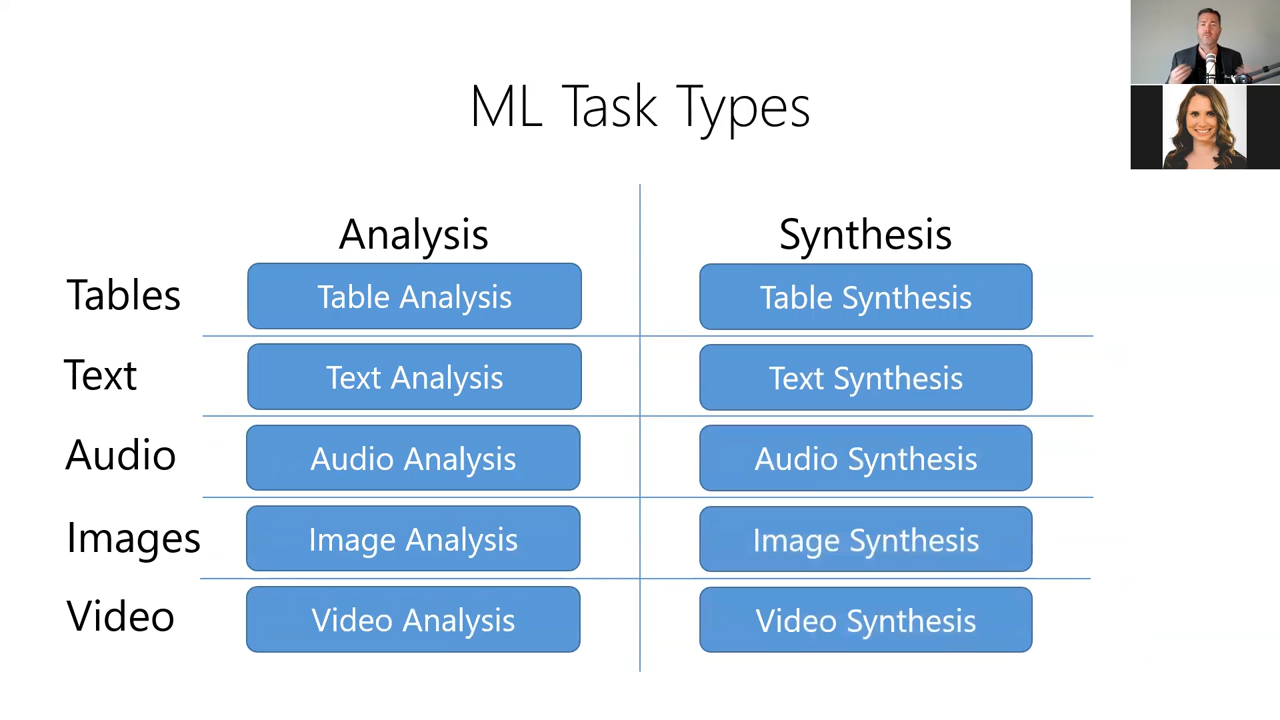 ML Task Types
Analysis
Synthesis
Tables
Table Analysis
Table Synthesis
Text
Text Analysis
Text Synthesis
Audio
Audio Analysis
Audio Synthesis
Images
Image Analysis
Image Synthesis
Video
Video Analysis
Video Synthesis